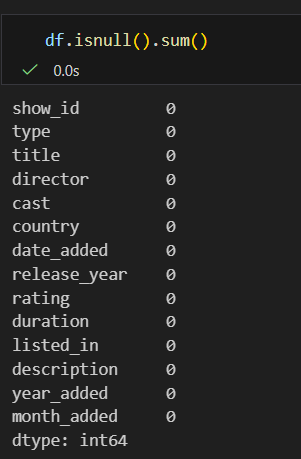 df.isnull().sum()
0.0s
show_id 0
type 0
title 0
director 0
cast 0
country 0
date_added 0
release_year 0
rating 0
duration 0
listed_in 0
description 0
year_added 0
month_added 0
dtype: int64